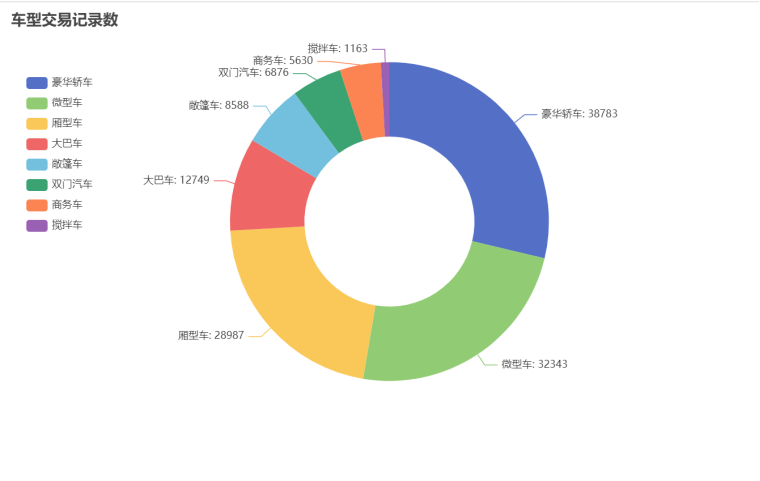 车型交易记录数
豪华轿车
微型车
厢型车
大巴车
敞篷车
双门汽车
商务车
搅拌车
搅拌车: 1163
商务车: 5630
双门汽车: 6876
敞篷车: 8588
豪华轿车: 38783
大巴车: 12749
厢型车: 28987
微型车: 32343